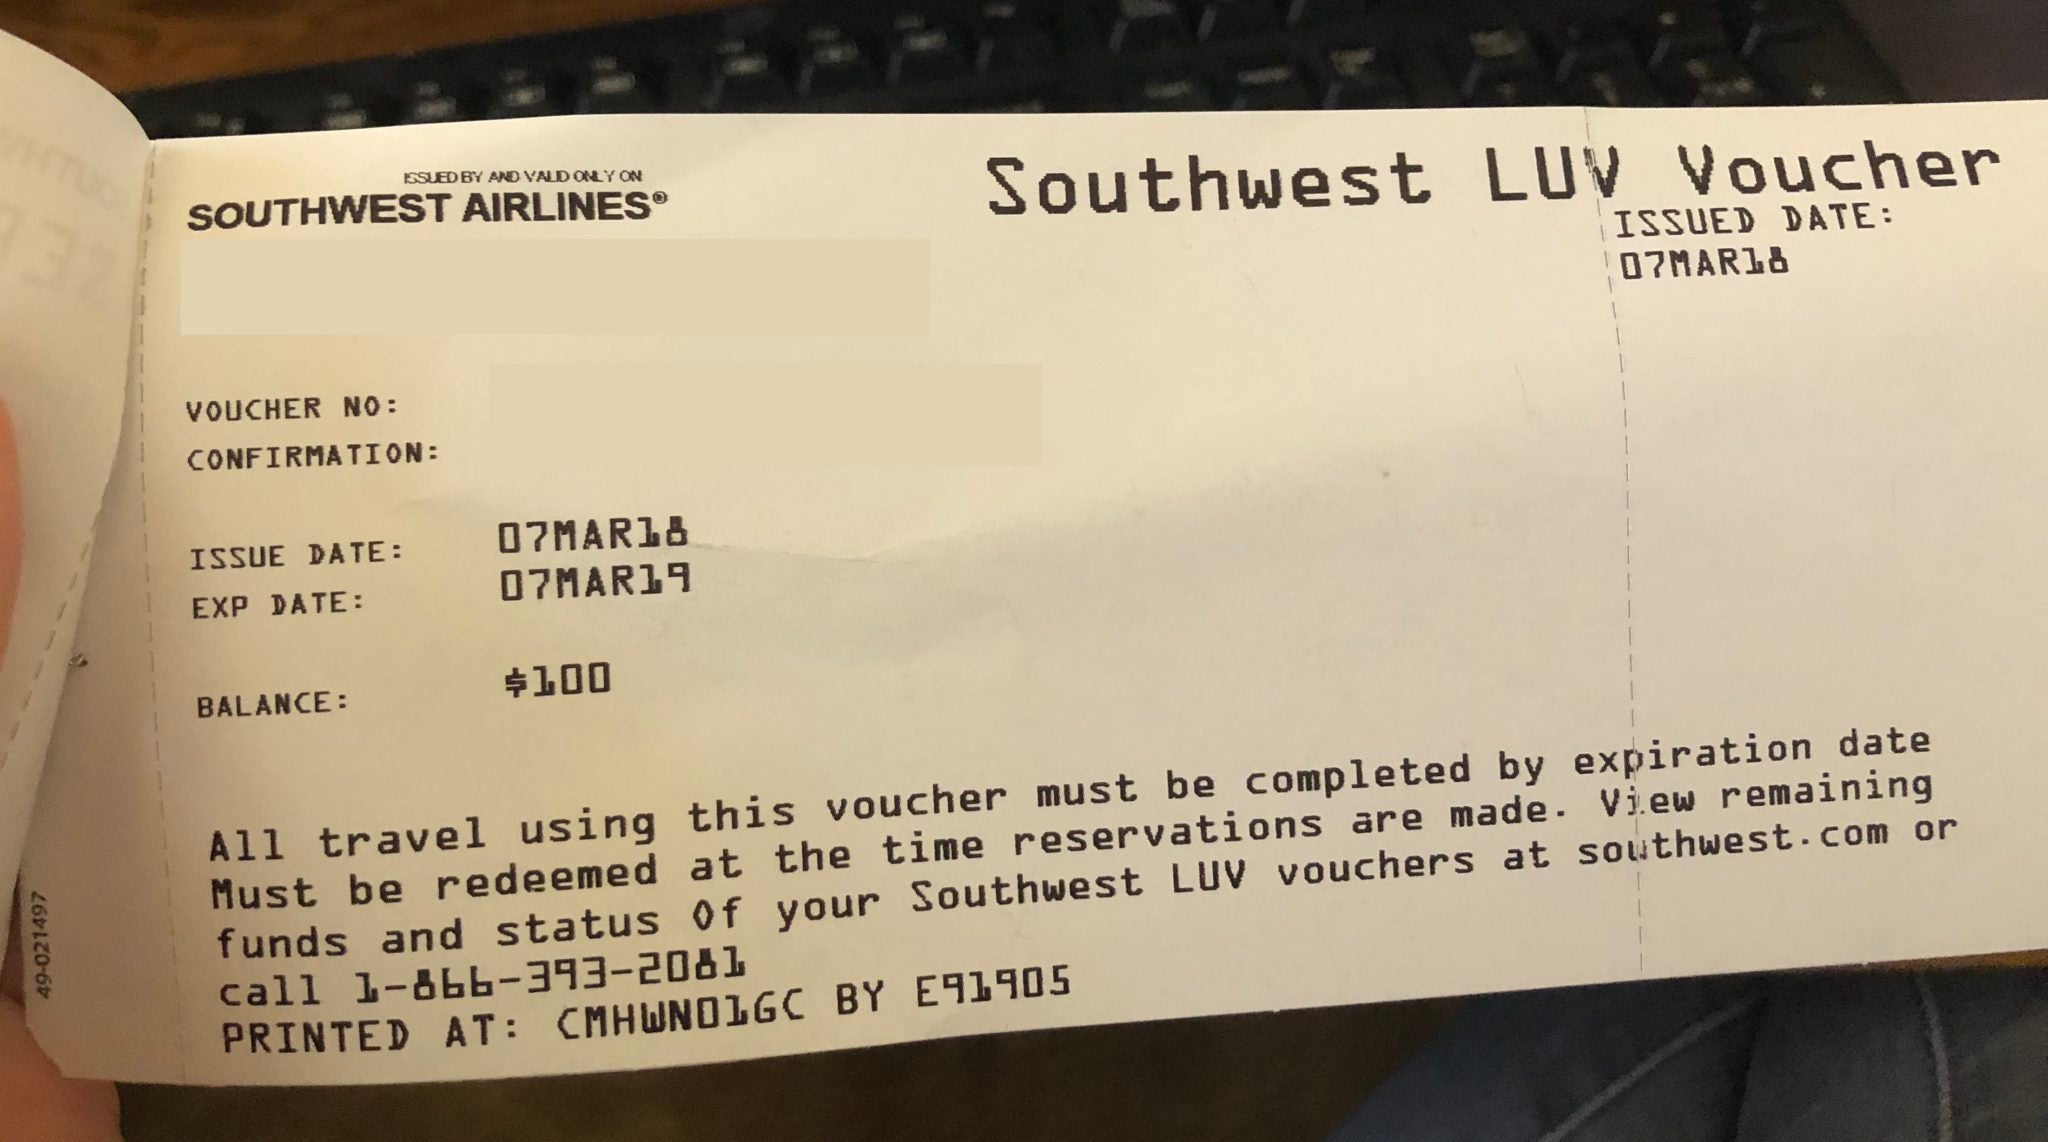 ISSUED BY AND VALID ONLY ON
SOUTHWEST AIRLINES®
Southwest LUV Voucher
ISSUED DATE:
07MAR18
VOUCHER NO:
CONFIRMATION:
ISSUE DATE: 07MAR18
EXP DATE: 07MAR19
BALANCE: $100
All travel using this voucher must be completed by expiration date
Must be redeemed at the time reservations are made. View remaining
funds and status Of your Southwest LUV vouchers at southwest.com or
call 1-866-393-2081
PRINTED AT: CMHWN01GC BY E91905
49-021497